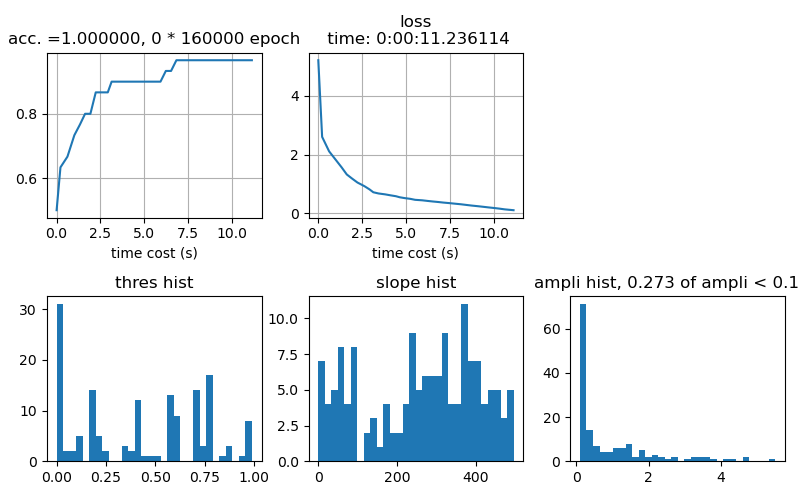 acc. =1.000000, 0 * 160000 epoch
0.8
0.6
0.0 2.5 5.0 7.5 10.0
time cost (s)
loss
time: 0:00:11.236114
4
2
0
0.0 2.5 5.0 7.5 10.0
time cost (s)
thres hist
30
20
10
0
0.00 0.25 0.50 0.75 1.00
slope hist
10.0
7.5
5.0
2.5
0.0
0 200 400
ampli hist, 0.273 of ampli < 0.1
60
40
20
0
2 4